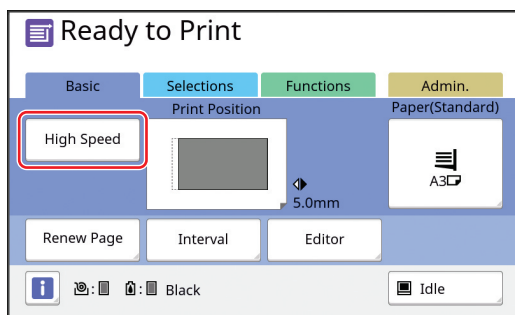 Ready to Print
Basic
Selections
Functions
Admin.
Print Position
Paper(Standard)
High Speed
5.0mm
A3
Renew Page
Interval
Editor
i
: : Black
Idle